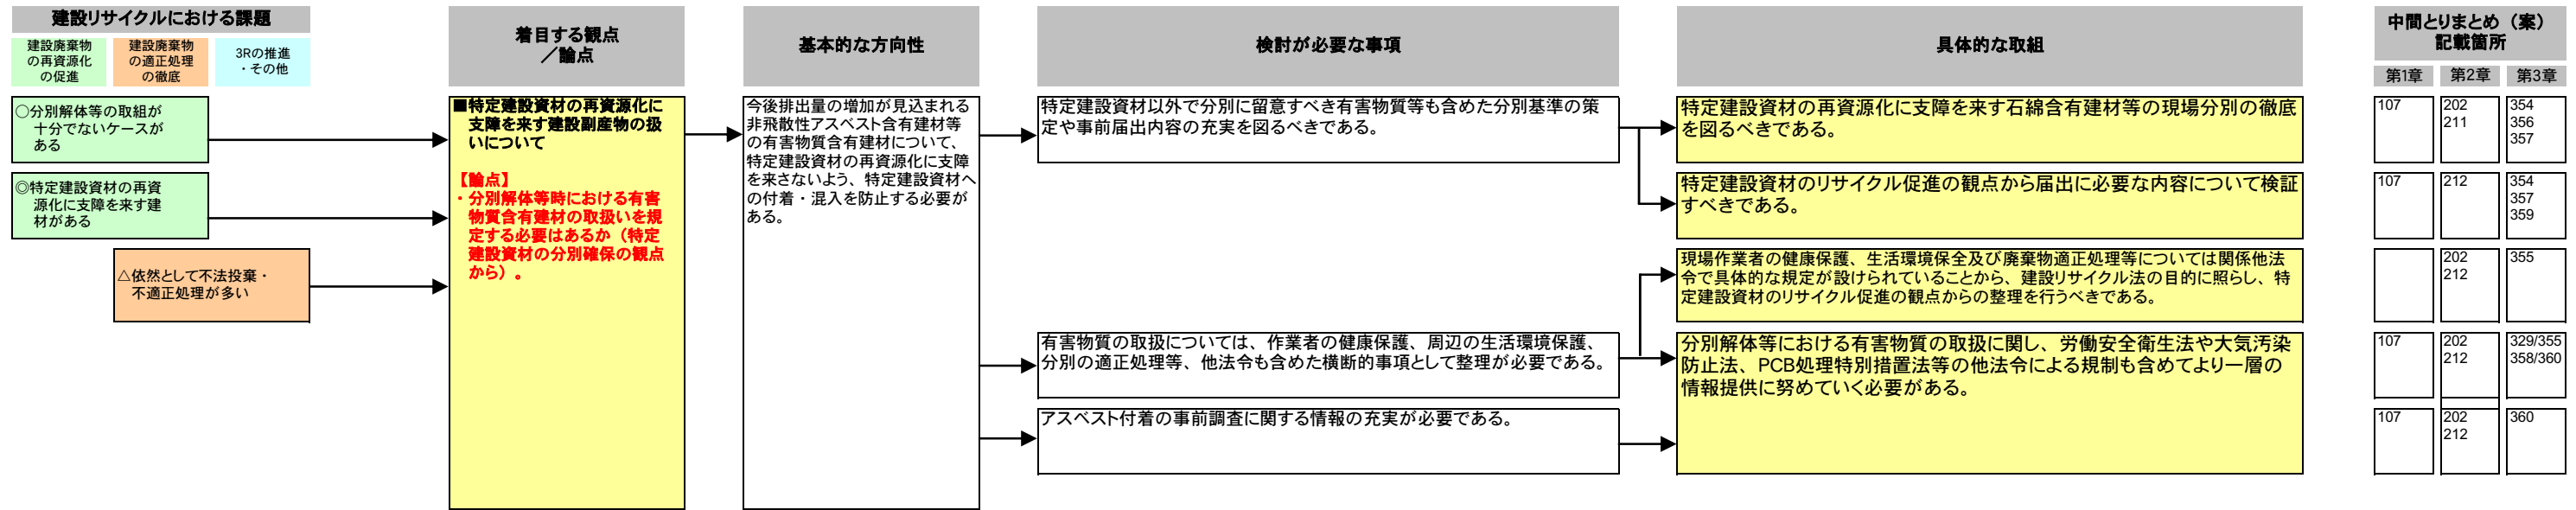 建設リサイクルにおける課題
建設廃棄物
の再資源化
の促進
建設廃棄物
の適正処理
の徹底
3Rの推進
・その他
着目する観点
／論点
基本的な方向性
検討が必要な事項
具体的な取組
中間とりまとめ（案）
記載箇所
第1章
第2章
第3章
○分別解体等の取組が
十分でないケースが
ある
◎特定建設資材の再資
源化に支障を来す建
材がある
△依然として不法投棄・
不適正処理が多い
■特定建設資材の再資源化に
支障を来す建設副産物の扱
いについて
【論点】
・分別解体等時における有害
物質含有建材の取扱いを規
定する必要はあるか（特定
建設資材の分別確保の観点
から）。
今後排出量の増加が見込まれる
非飛散性アスベスト含有建材等
の有害物質含有建材について、
特定建設資材の再資源化に支障
を来さないよう、特定建設資材へ
の付着・混入を防止する必要が
ある。
特定建設資材以外で分別に留意すべき有害物質等も含めた分別基準の策
定や事前届出内容の充実を図るべきである。
有害物質の取扱については、作業者の健康保護、周辺の生活環境保護、
分別の適正処理等、他法令も含めた横断的事項として整理が必要である。
アスベスト付着の事前調査に関する情報の充実が必要である。
特定建設資材の再資源化に支障を来す石綿含有建材等の現場分別の徹底
を図るべきである。
特定建設資材のリサイクル促進の観点から届出に必要な内容について検証
すべきである。
現場作業者の健康保護、生活環境保全及び廃棄物適正処理等については関係他法
令で具体的な規定が設けられていることから、建設リサイクル法の目的に照らし、特
定建設資材のリサイクル促進の観点からの整理を行うべきである。
分別解体等における有害物質の取扱に関し、労働安全衛生法や大気汚染
防止法、PCB処理特別措置法等の他法令による規制も含めてより一層の
情報提供に努めていく必要がある。
107
202
211
354
356
357
107
212
354
357
359
202
212
355
107
202
212
329/355
358/360
107
202
212
360